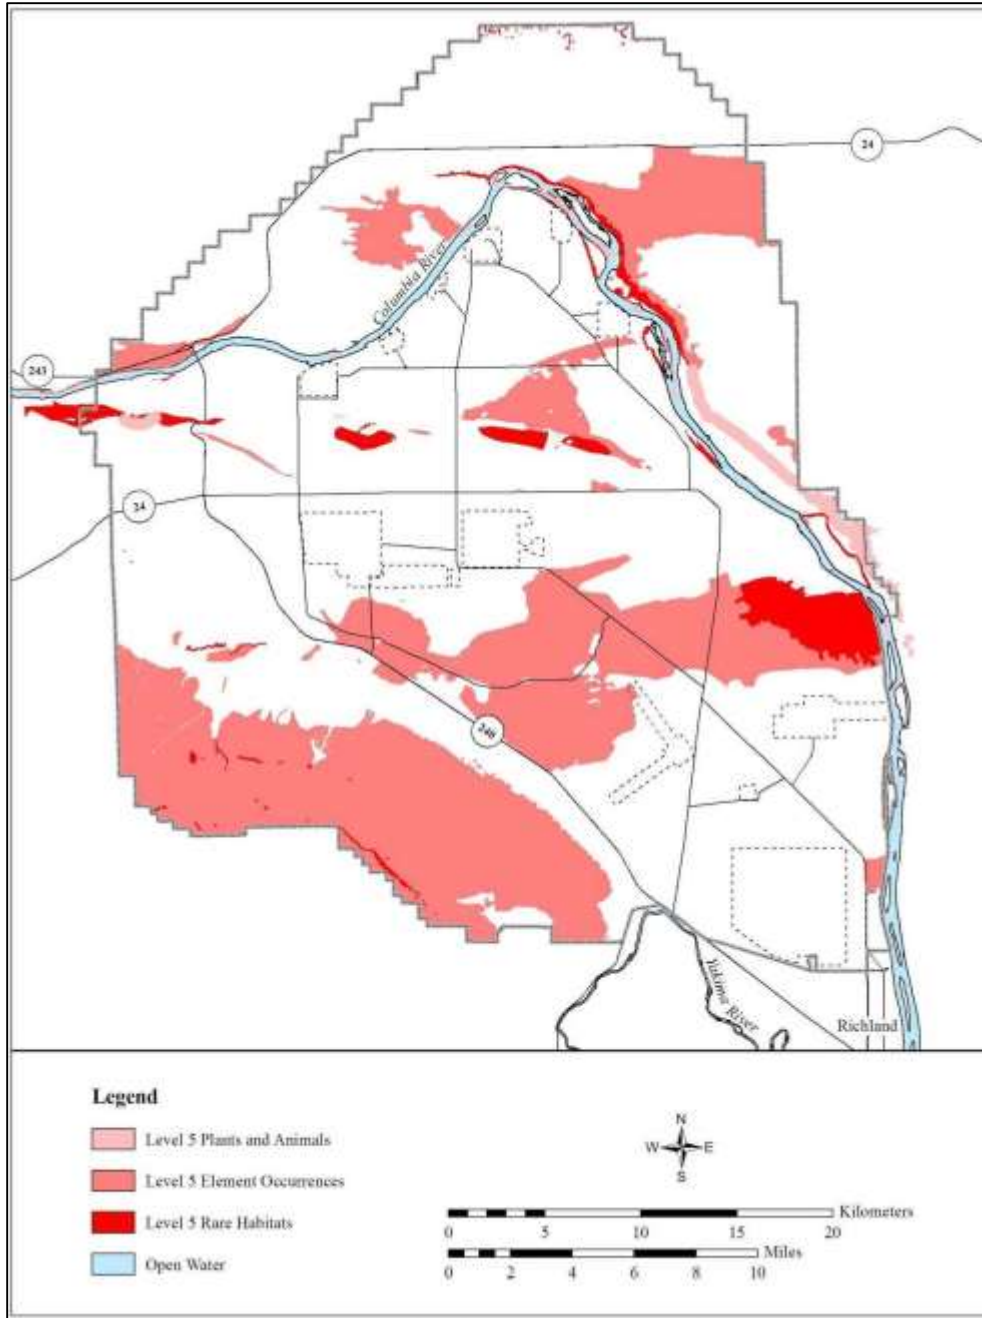 24
Columbia River
243
24
240
Yakima River
Richland
Legend
Level 5 Plants and Animals
Level 5 Element Occurrences
Level 5 Rare Habitats
Open Water
N
W E
S
Kilometers
0 5 10 15 20
Miles
0 2 4 6 8 10